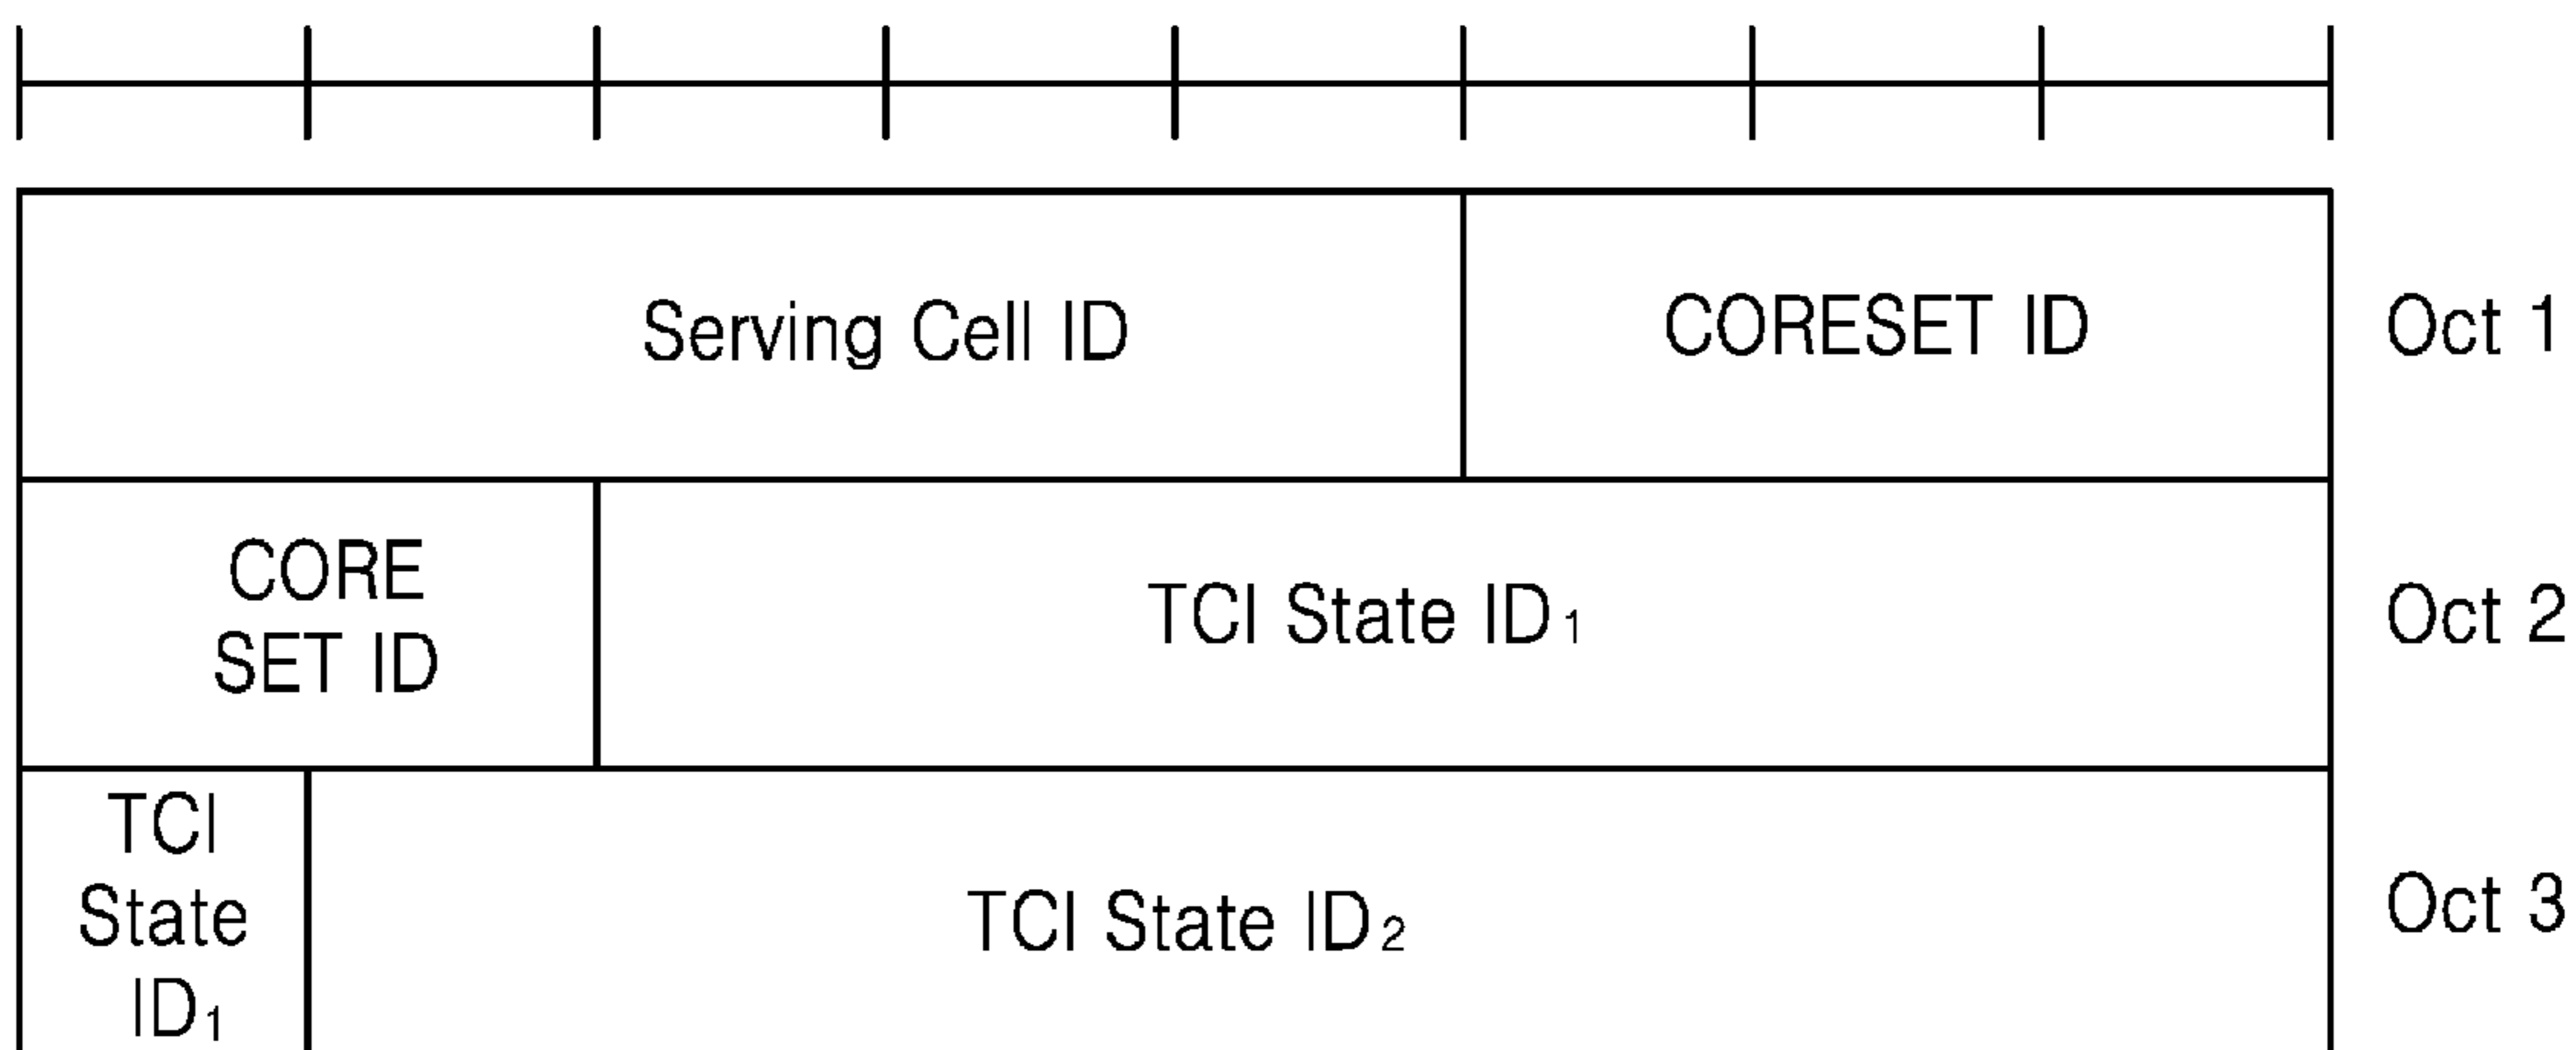 Serving Cell ID CORESET ID Oct 1
CORE
SET ID
TCI State ID₁ Oct 2
TCI
State
ID₁
TCI State ID₂ Oct 3